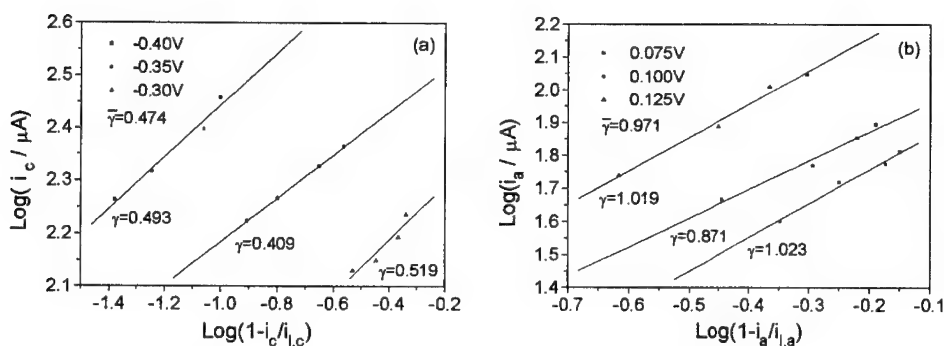 (a)
-0.40V
-0.35V
-0.30V
γ̅=0.474
γ=0.493
γ=0.409
γ=0.519
Log( i_c / μA)
2.6
2.5
2.4
2.3
2.2
2.1
-1.4 -1.2 -1.0 -0.8 -0.6 -0.4 -0.2
Log(1-i_c/i_l,c)
(b)
0.075V
0.100V
0.125V
γ̅=0.971
γ=1.019
γ=0.871
γ=1.023
Log(i_a/ μA)
2.2
2.1
2.0
1.9
1.8
1.7
1.6
1.5
1.4
-0.7 -0.6 -0.5 -0.4 -0.3 -0.2 -0.1
Log(1-i_a/i_l,a)